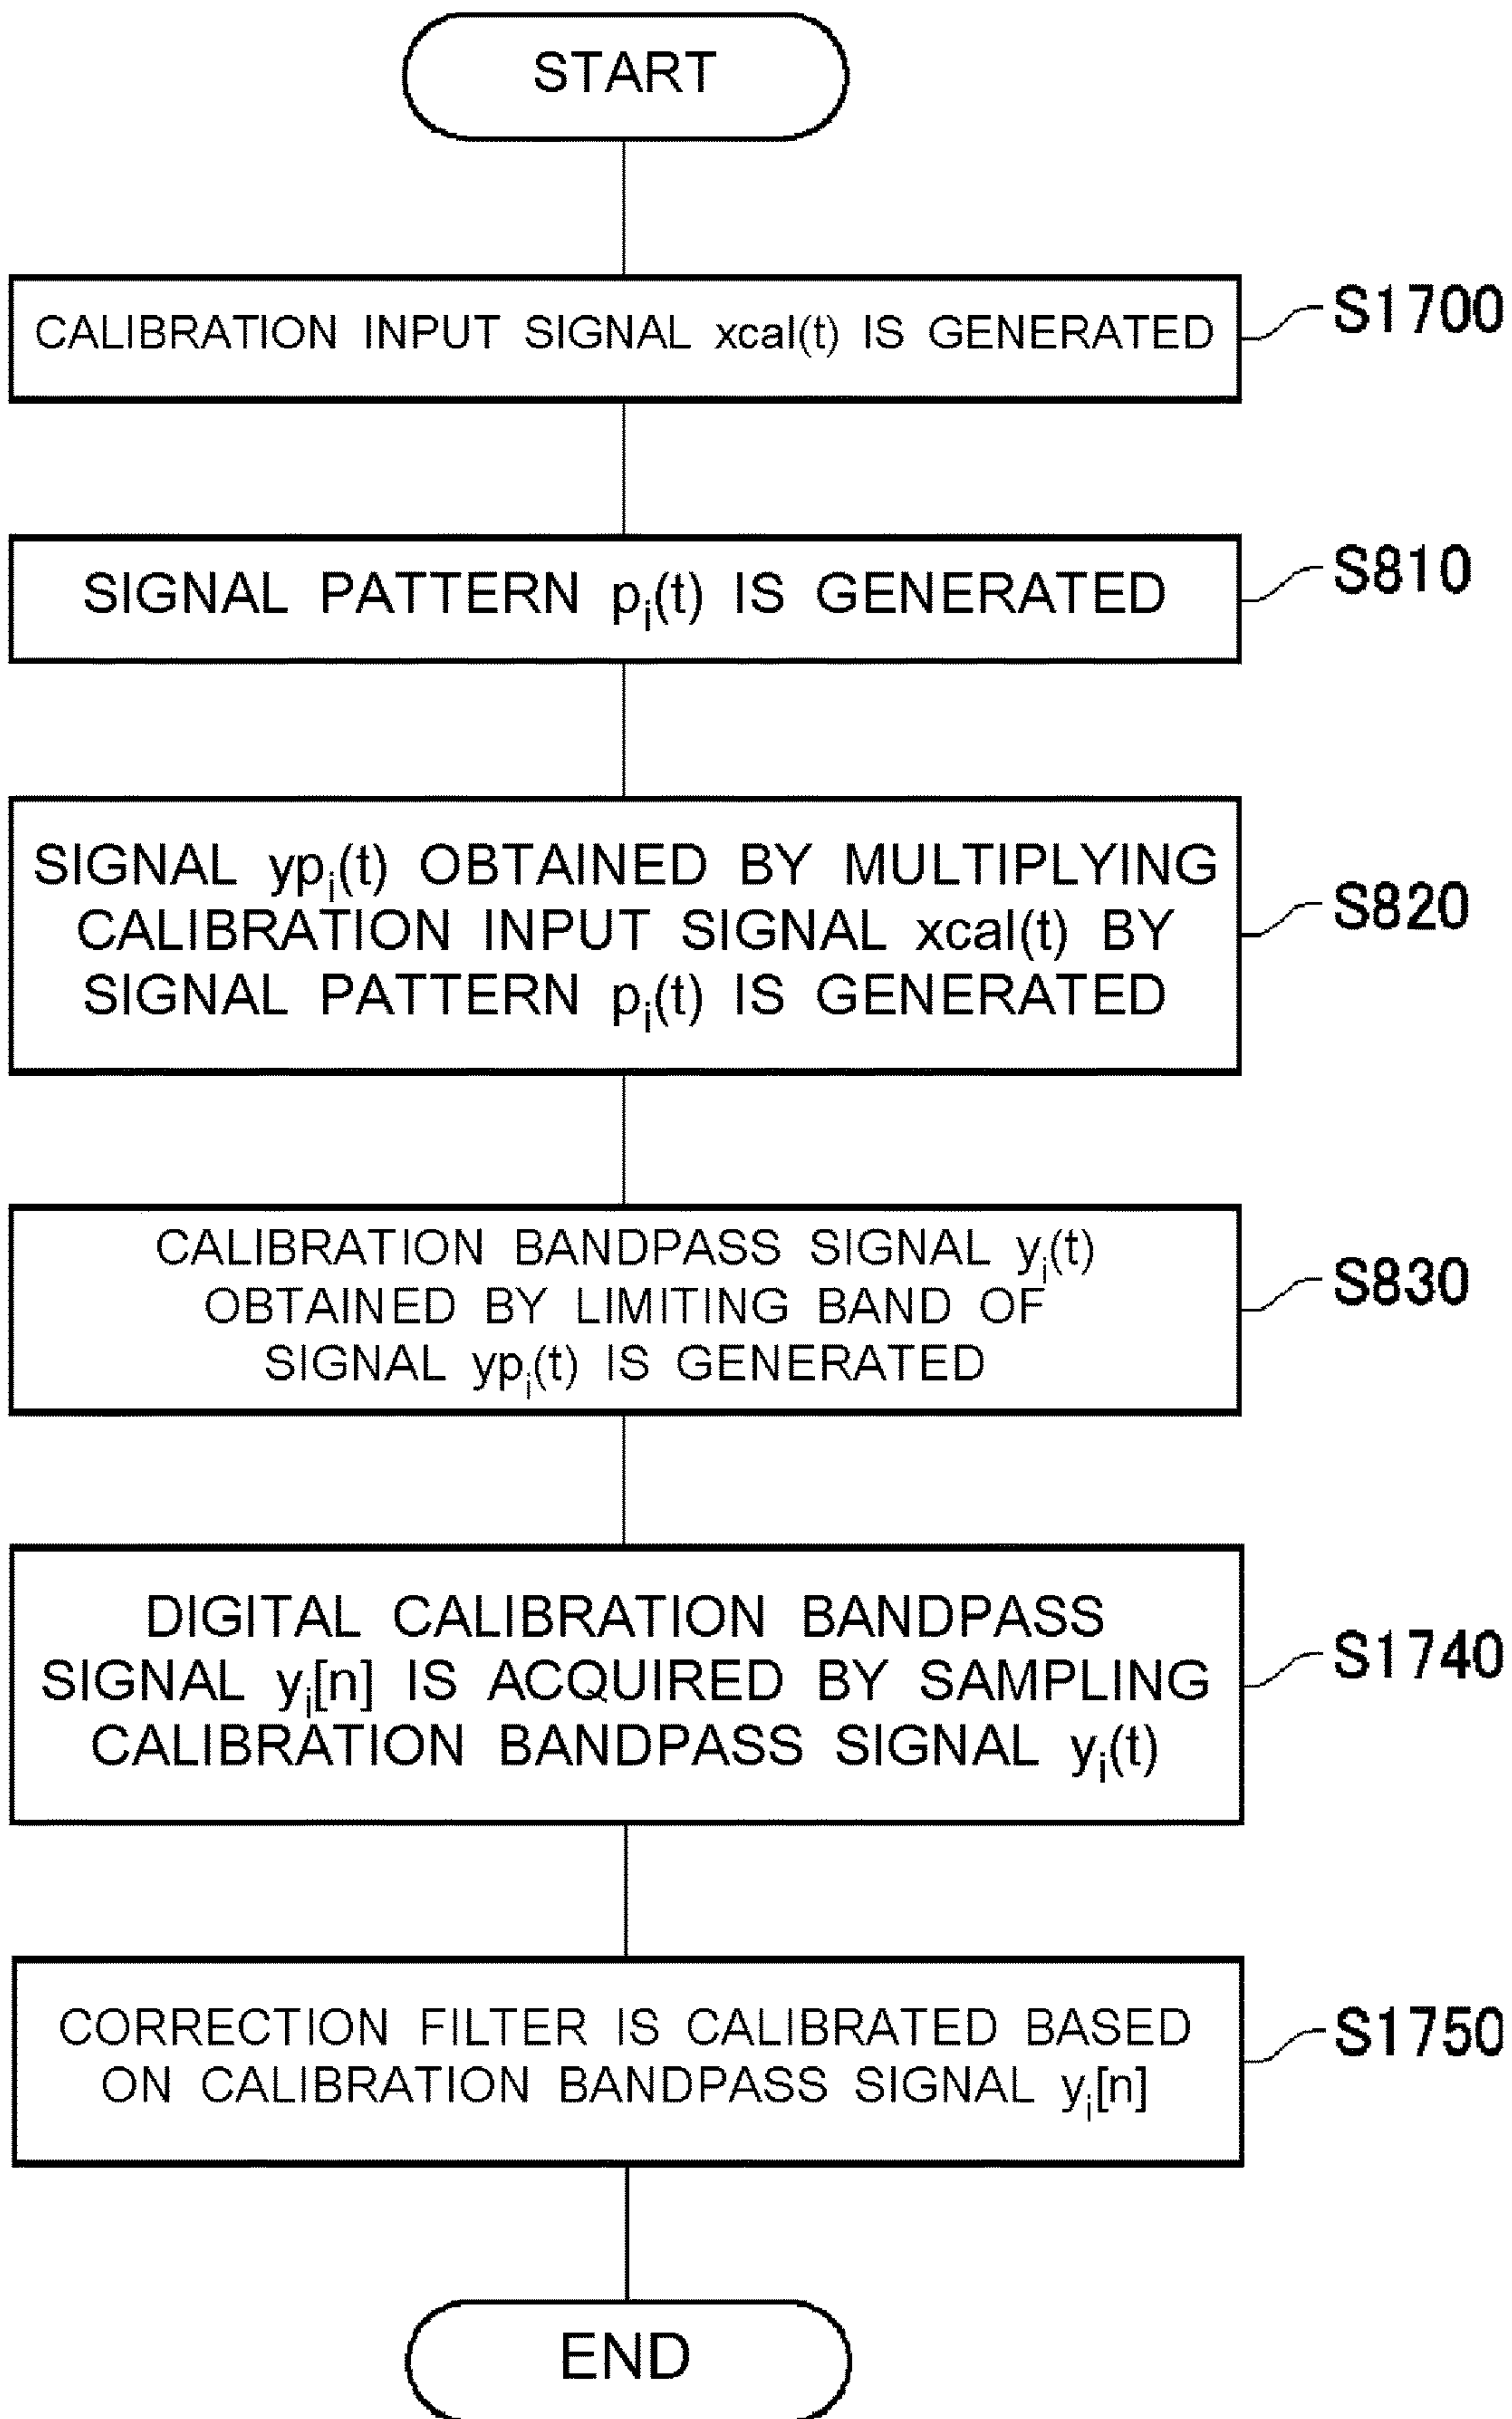 START
CALIBRATION INPUT SIGNAL xcal(t) IS GENERATED
S1700
SIGNAL PATTERN pᵢ(t) IS GENERATED
S810
SIGNAL ypᵢ(t) OBTAINED BY MULTIPLYING
CALIBRATION INPUT SIGNAL xcal(t) BY
SIGNAL PATTERN pᵢ(t) IS GENERATED
S820
CALIBRATION BANDPASS SIGNAL yᵢ(t)
OBTAINED BY LIMITING BAND OF
SIGNAL ypᵢ(t) IS GENERATED
S830
DIGITAL CALIBRATION BANDPASS
SIGNAL yᵢ[n] IS ACQUIRED BY SAMPLING
CALIBRATION BANDPASS SIGNAL yᵢ(t)
S1740
CORRECTION FILTER IS CALIBRATED BASED
ON CALIBRATION BANDPASS SIGNAL yᵢ[n]
S1750
END